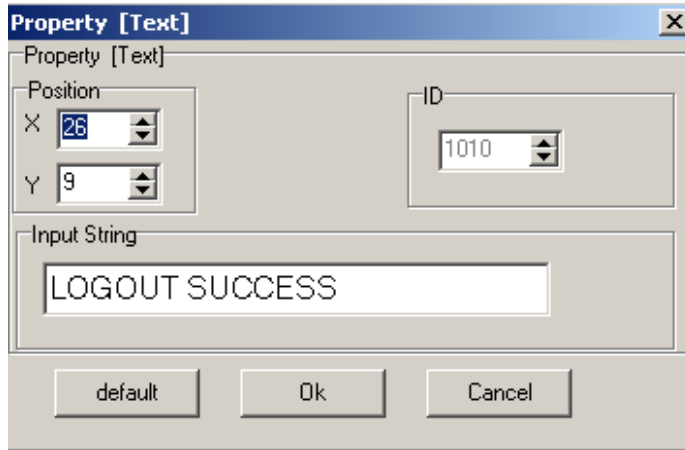 Property [Text]
Property [Text]
Position
X 26
Y 9
ID
1010
Input String
LOGOUT SUCCESS
default Ok Cancel